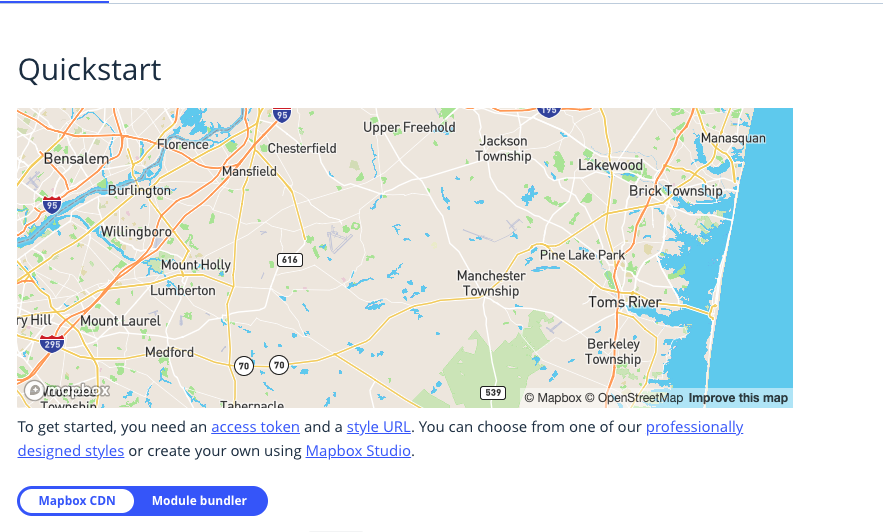 Quickstart
95
195
Upper Freehold
Manasquan
Florence
Chesterfield
Jackson
Township
Bensalem
Lakewood
Mansfield
Burlington
Brick Township
95
Willingboro
616
Pine Lake Park
Mount Holly
Manchester
Township
Lumberton
Toms River
ry Hill
Mount Laurel
295
Berkeley
Township
Medford
70
70
539
mapbox
Township
Tabernacle
© Mapbox © OpenStreetMap Improve this map
To get started, you need an access token and a style URL. You can choose from one of our professionally
designed styles or create your own using Mapbox Studio.
Mapbox CDN
Module bundler